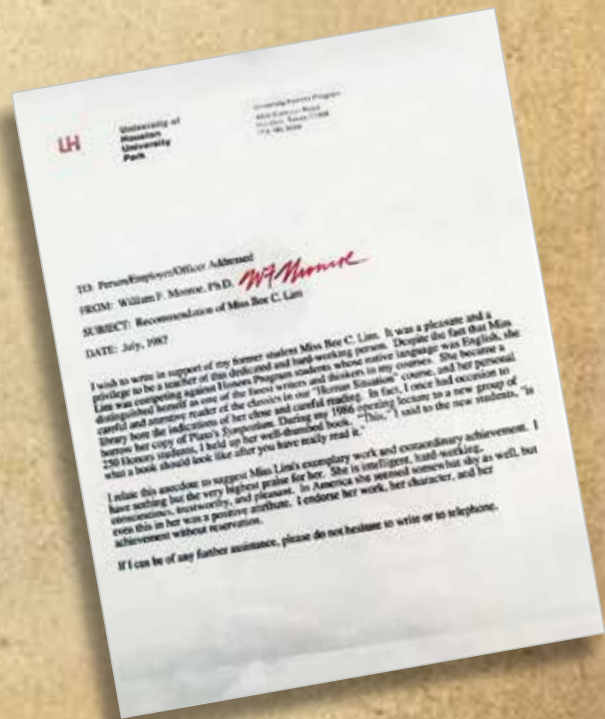 UH
University of
Houston
University
Park
University Honors Program
Houston, Texas
TO: Person/Employer/Officer Addressed
FROM: William F. Monroe, Ph.D. WF Monroe
SUBJECT: Recommendation of Miss Bee C. Lim
DATE: July, 1987
I wish to write in support of my former student Miss Bee C. Lim. It was a pleasure and a
privilege to be a teacher of this dedicated and hard-working person. Despite the fact that Miss
Lim was competing against Honors Program students whose native language was English, she
distinguished herself as one of the finest writers and thinkers in my courses. She became a
careful and assertive reader of the classics in our "Human Situation" course, and her personal
library bore the indications of her close and careful reading. In fact, I once had occasion to
borrow her copy of Plato's Symposium. During my 1986 opening lecture to a new group of
250 Honors students, I held up her well-thumbed book. "This," I said to the new students, "is
what a book should look like after you have really read it."
I relate this anecdote to suggest Miss Lim's exemplary work and extraordinary achievement. I
have nothing but the very highest praise for her. She is intelligent, hard-working,
conscientious, trustworthy, and pleasant. In America she seemed somewhat shy as well, but
even this in her was a positive attribute. I endorse her work, her character, and her
achievement without reservation.
If I can be of any further assistance, please do not hesitate to write or to telephone.